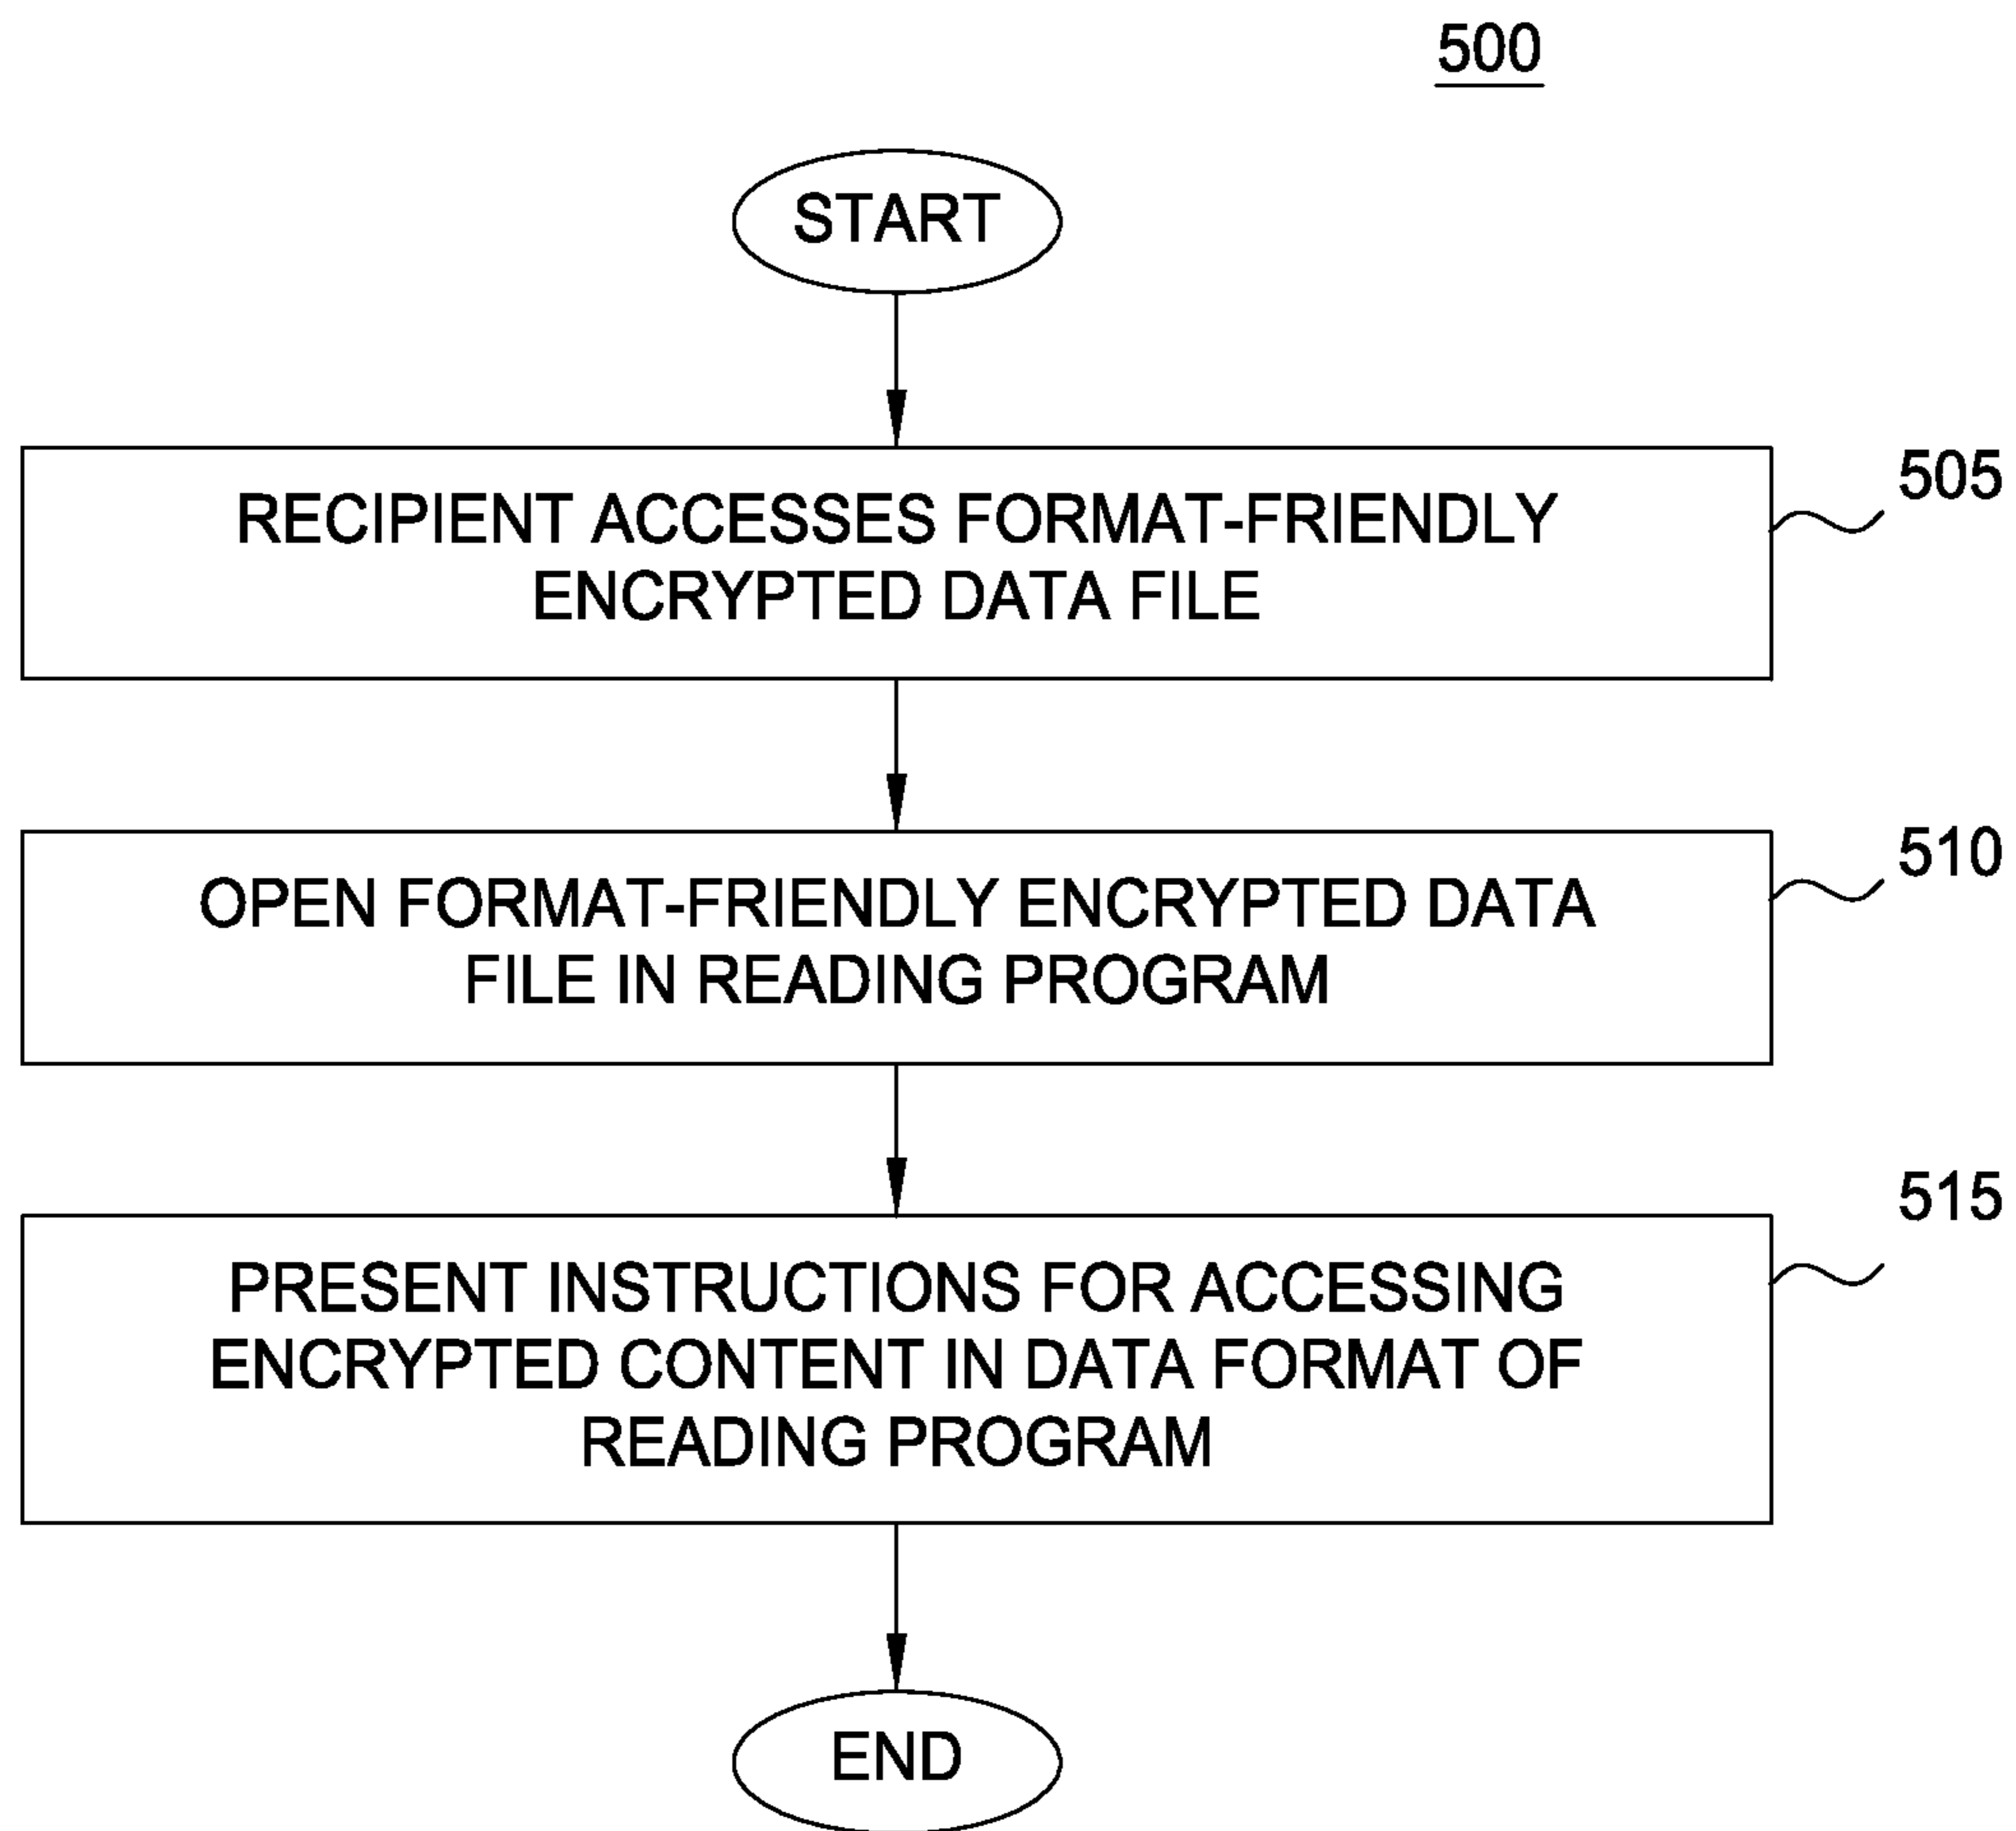 500
START
RECIPIENT ACCESSES FORMAT-FRIENDLY
ENCRYPTED DATA FILE
505
OPEN FORMAT-FRIENDLY ENCRYPTED DATA
FILE IN READING PROGRAM
510
PRESENT INSTRUCTIONS FOR ACCESSING
ENCRYPTED CONTENT IN DATA FORMAT OF
READING PROGRAM
515
END